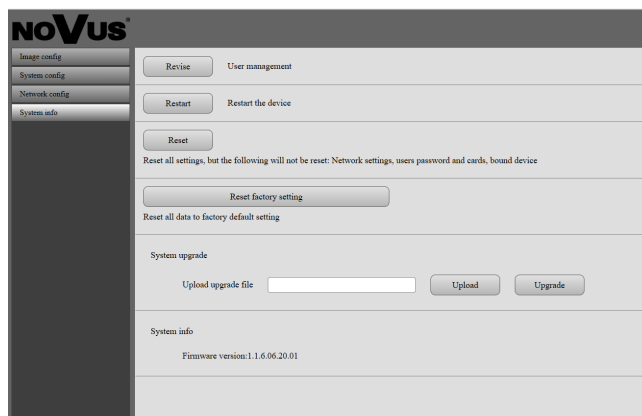 NOVUS®
Image config
System config
Network config
System info
Revise User management
Restart Restart the device
Reset
Reset all settings, but the following will not be reset: Network settings, users password and cards, bound device
Reset factory setting
Reset all data to factory default setting
System upgrade
Upload upgrade file Upload Upgrade
System info
Firmware version:1.1.6.06.20.01